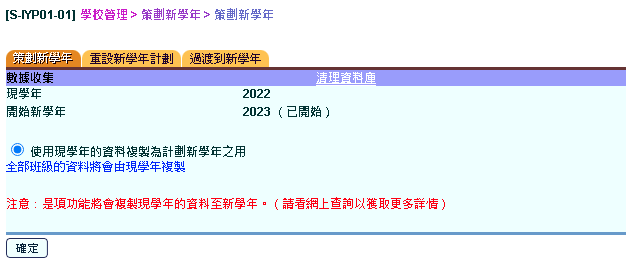 [S-IYP01-01] 學校管理 > 策劃新學年 > 策劃新學年
策劃新學年 重設新學年計劃 過渡到新學年
數據收集 清理資料庫
現學年 2022
開始新學年 2023 （已開始）
使用現學年的資料複製為計劃新學年之用
全部班級的資料將會由現學年複製
注意：是項功能將會複製現學年的資料至新學年。（請看網上查詢以獲取更多詳情）
確定